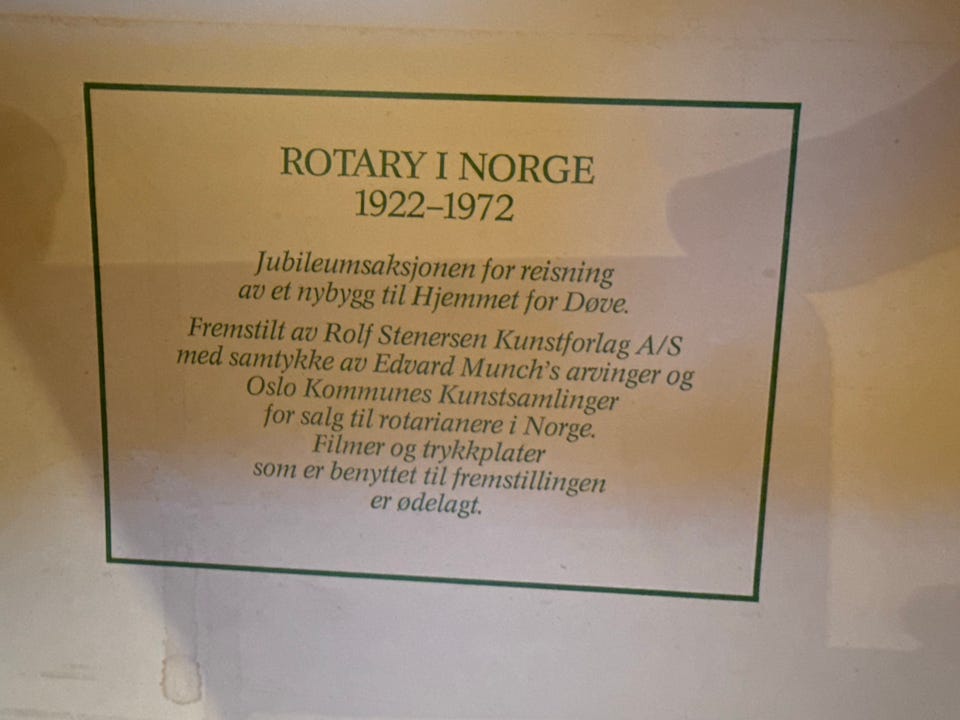 ROTARY I NORGE
1922–1972
Jubileumsaksjonen for reisning
av et nybygg til Hjemmet for Døve.
Fremstilt av Rolf Stenersen Kunstforlag A/S
med samtykke av Edvard Munch's arvinger og
Oslo Kommunes Kunstsamlinger
for salg til rotarianere i Norge.
Filmer og trykkplater
som er benyttet til fremstillingen
er ødelagt.